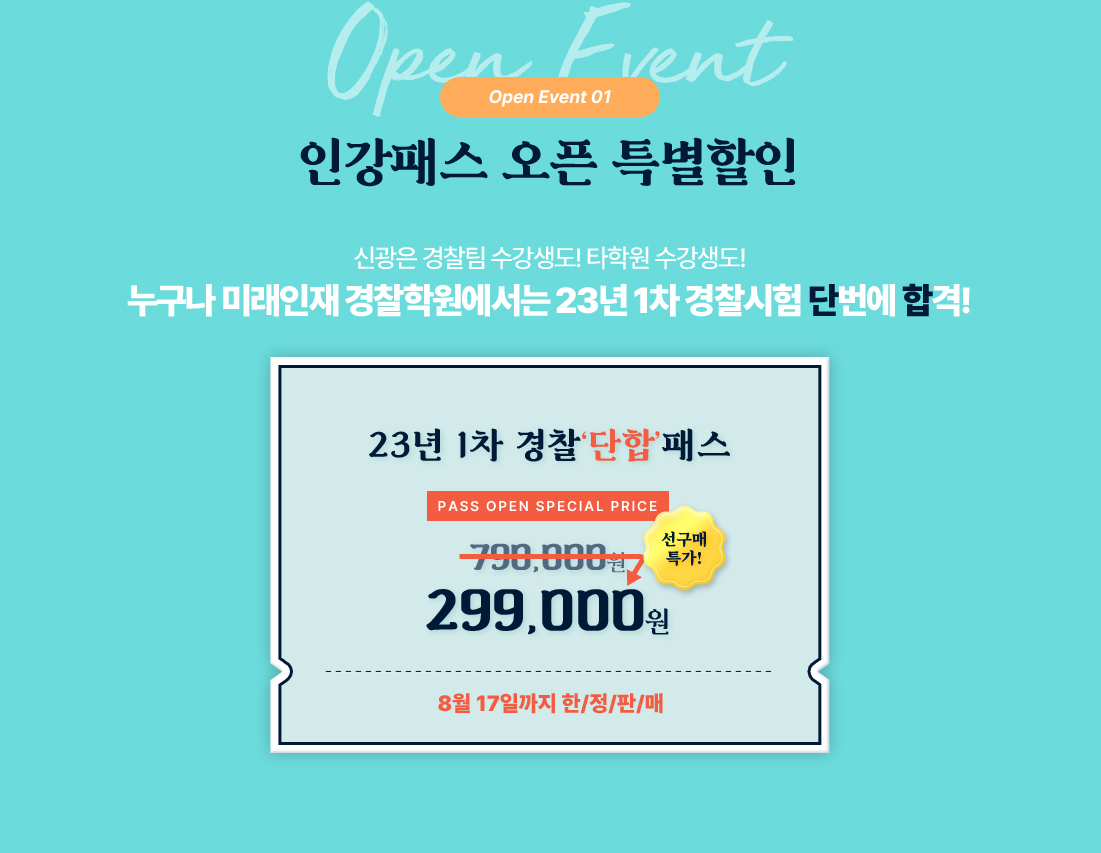 Open Event
Open Event 01
인강패스 오픈 특별할인
신광은 경찰팀 수강생도! 타학원 수강생도!
누구나 미래인재 경찰학원에서는 23년 1차 경찰시험 단번에 합격!
23년 1차 경찰‘단합’패스
PASS OPEN SPECIAL PRICE
선구매
특가!
790,000원
299,000원
8월 17일까지 한/정/판/매